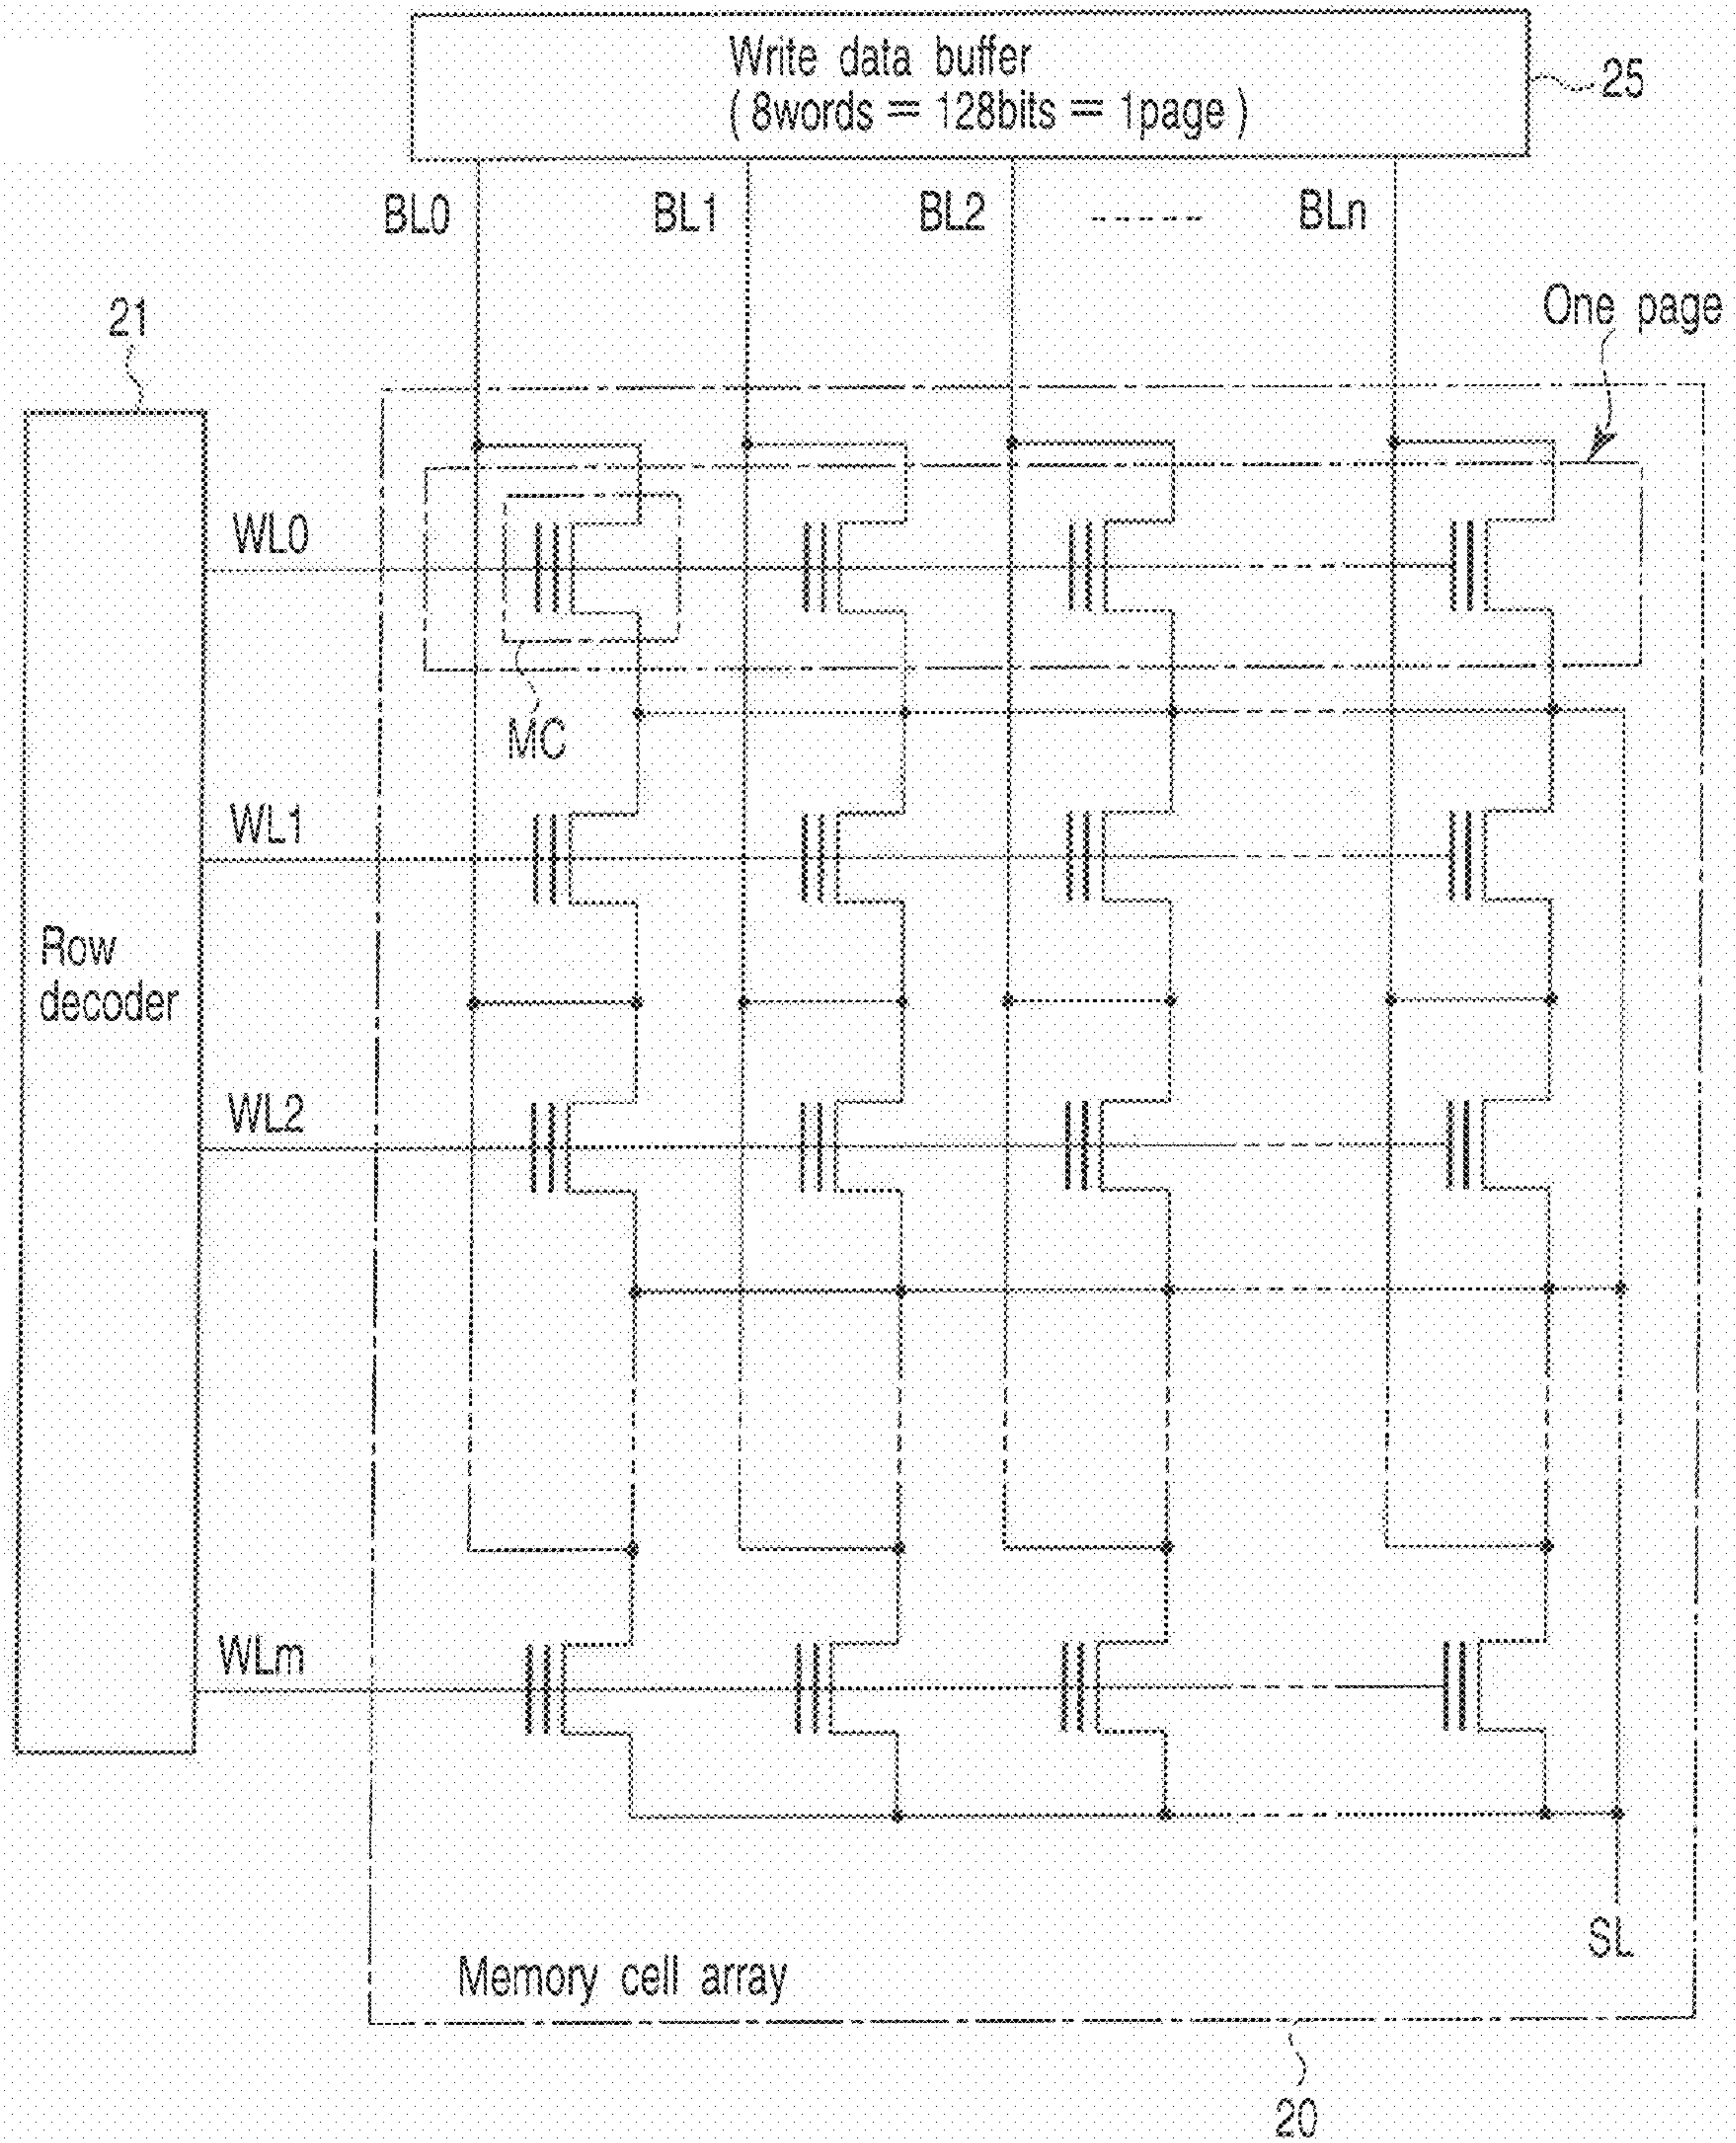 Write data buffer
( 8words = 128bits = 1page )
25
BL0
BL1
BL2
BLn
21
One page
WL0
MC
WL1
Row
decoder
WL2
WLm
SL
Memory cell array
20